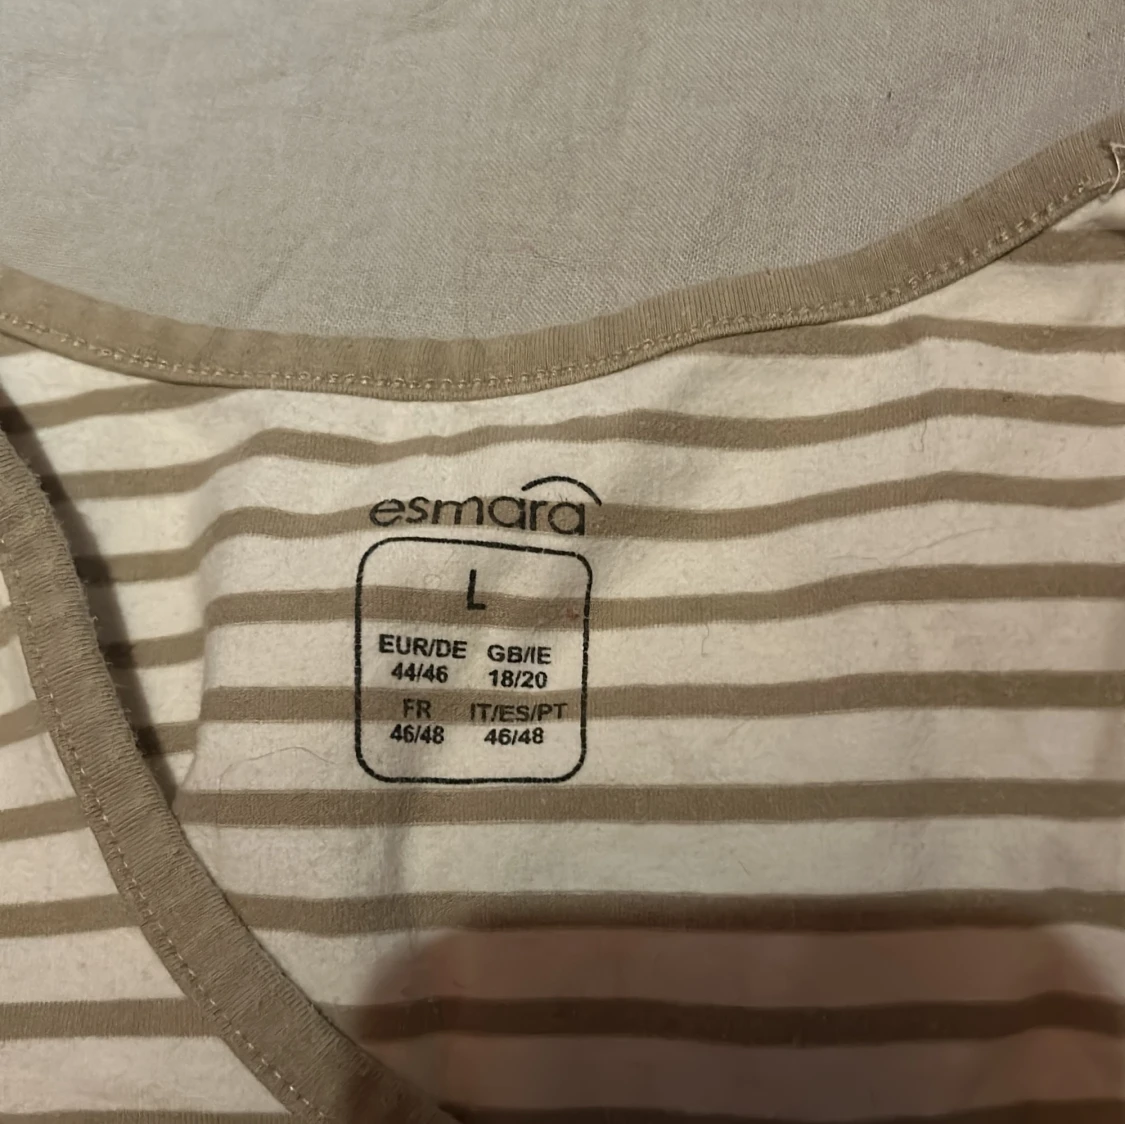 esmara
L
EUR/DE GB/IE
44/46 18/20
FR IT/ES/PT
46/48 46/48